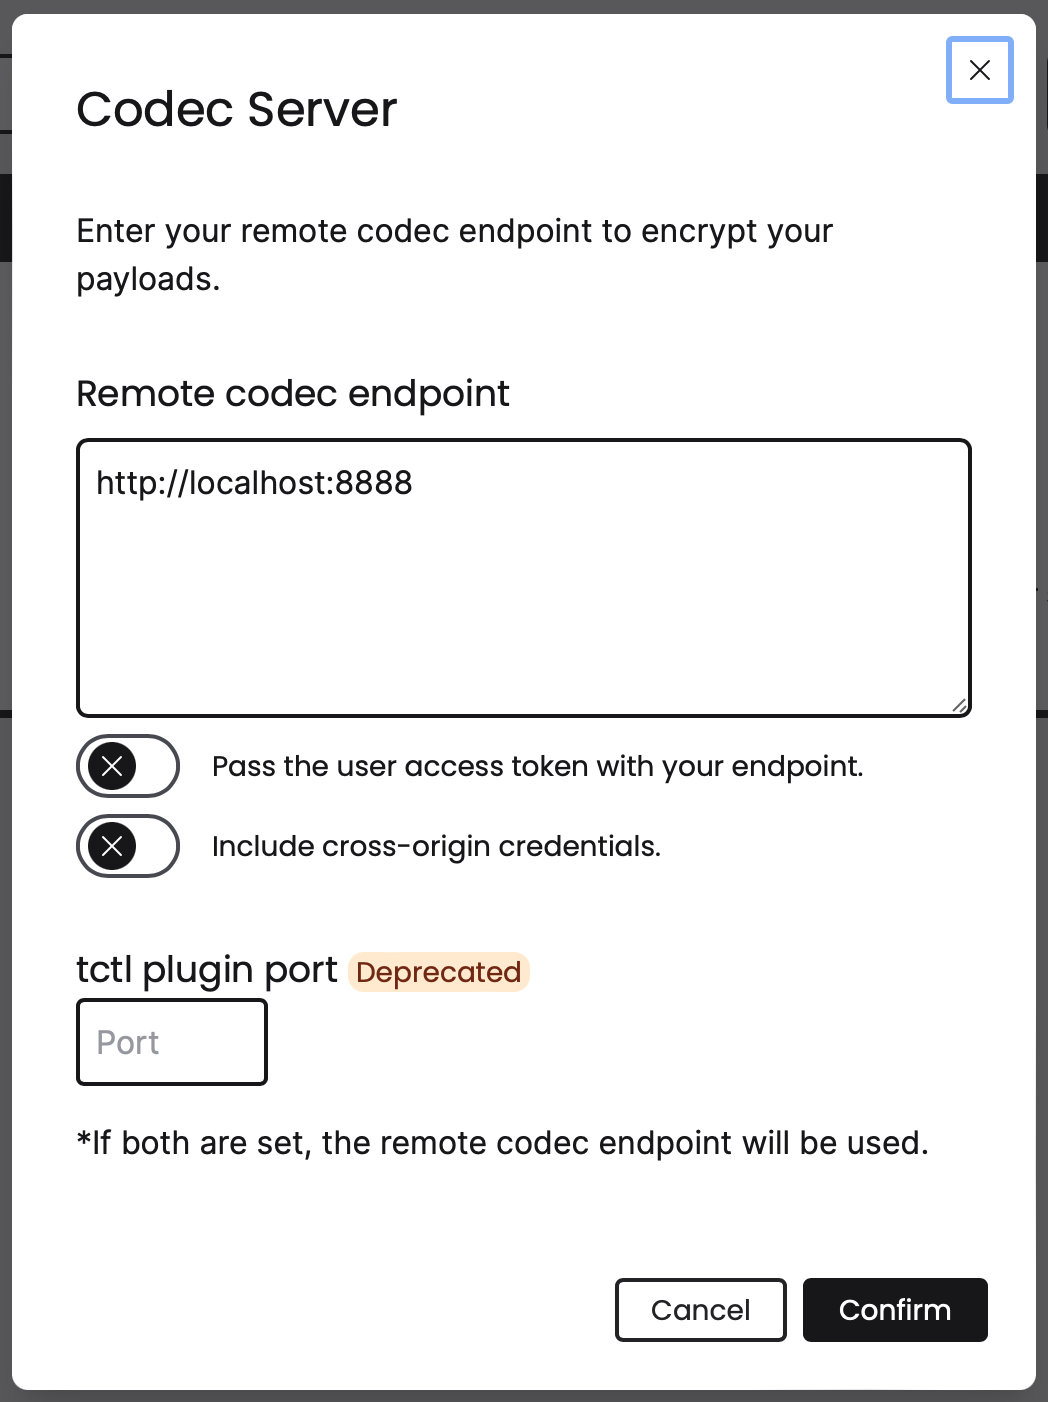 Codec Server
Enter your remote codec endpoint to encrypt your
payloads.
Remote codec endpoint
http://localhost:8888
Pass the user access token with your endpoint.
Include cross-origin credentials.
tctl plugin port Deprecated
Port
*If both are set, the remote codec endpoint will be used.
Cancel Confirm